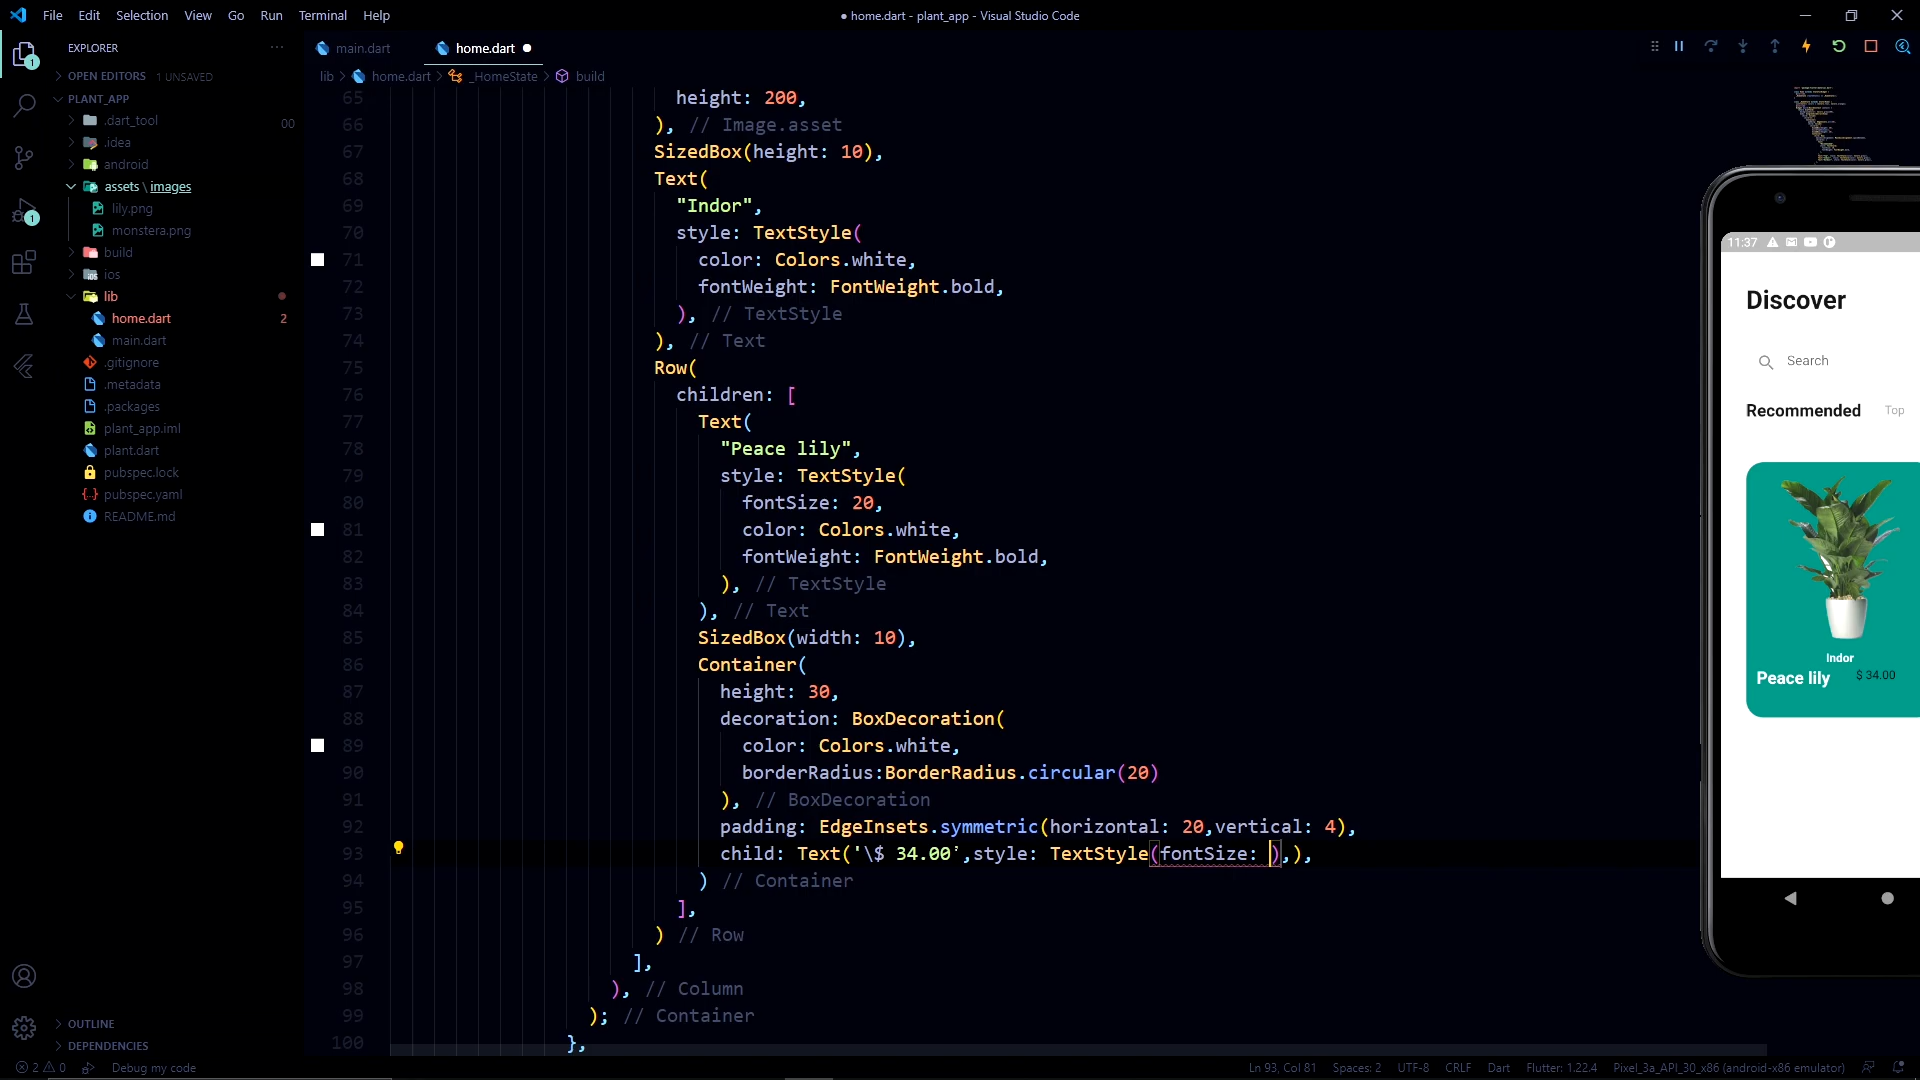 File Edit Selection View Go Run Terminal Help
● home.dart - plant_app - Visual Studio Code
EXPLORER
main.dart
home.dart
OPEN EDITORS 1 UNSAVED
lib > home.dart > _HomeState > build
PLANT_APP
.dart_tool
.idea
android
assets \ images
lily.png
monstera.png
build
ios
lib
home.dart 2
main.dart
.gitignore
.metadata
.packages
plant_app.iml
plant.dart
pubspec.lock
pubspec.yaml
README.md
OUTLINE
DEPENDENCIES
65 height: 200,
66 ), // Image.asset
67 SizedBox(height: 10),
68 Text(
69 "Indor",
70 style: TextStyle(
71 color: Colors.white,
72 fontWeight: FontWeight.bold,
73 ), // TextStyle
74 ), // Text
75 Row(
76 children: [
77 Text(
78 "Peace lily",
79 style: TextStyle(
80 fontSize: 20,
81 color: Colors.white,
82 fontWeight: FontWeight.bold,
83 ), // TextStyle
84 ), // Text
85 SizedBox(width: 10),
86 Container(
87 height: 30,
88 decoration: BoxDecoration(
89 color: Colors.white,
90 borderRadius:BorderRadius.circular(20)
91 ), // BoxDecoration
92 padding: EdgeInsets.symmetric(horizontal: 20,vertical: 4),
93 child: Text('\$ 34.00',style: TextStyle(fontSize: ),),
94 ) // Container
95 ],
96 ) // Row
97 ],
98 ), // Column
99 ); // Container
100 },
11:37
Discover
Search
Recommended Top
Indor
Peace lily $ 34.00
2 0 Debug my code
Ln 93, Col 81 Spaces: 2 UTF-8 CRLF Dart Flutter: 1.22.4 Pixel_3a_API_30_x86 (android-x86 emulator)